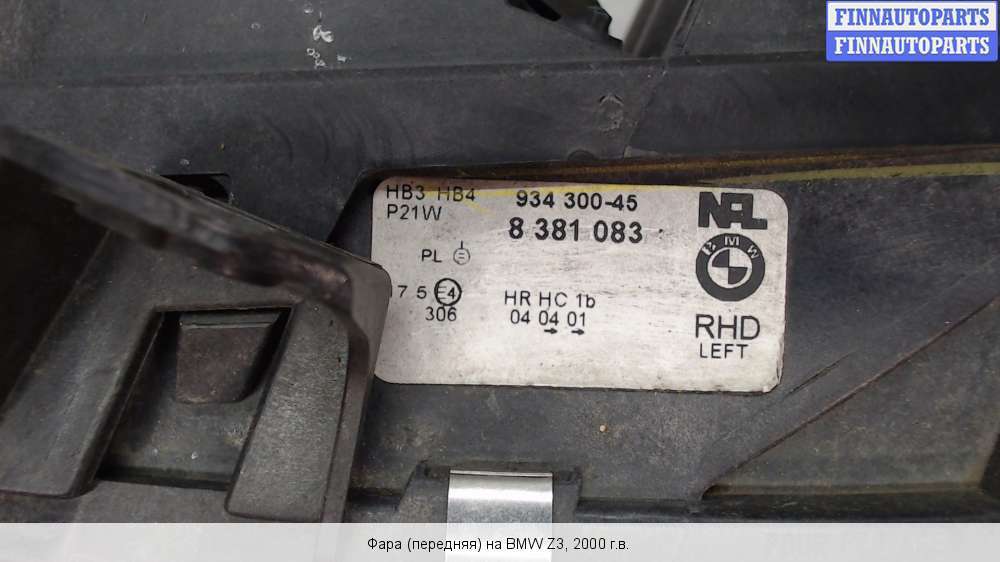 FINNAUTOPARTS
FINNAUTOPARTS
HB3 HB4 934 300-45 NAL
P21W 8 381 083
BMW
PL
17 5 E4 HR HC 1b
306 04 04 01 RHD
LEFT
Фара (передняя) на BMW Z3, 2000 г.в.